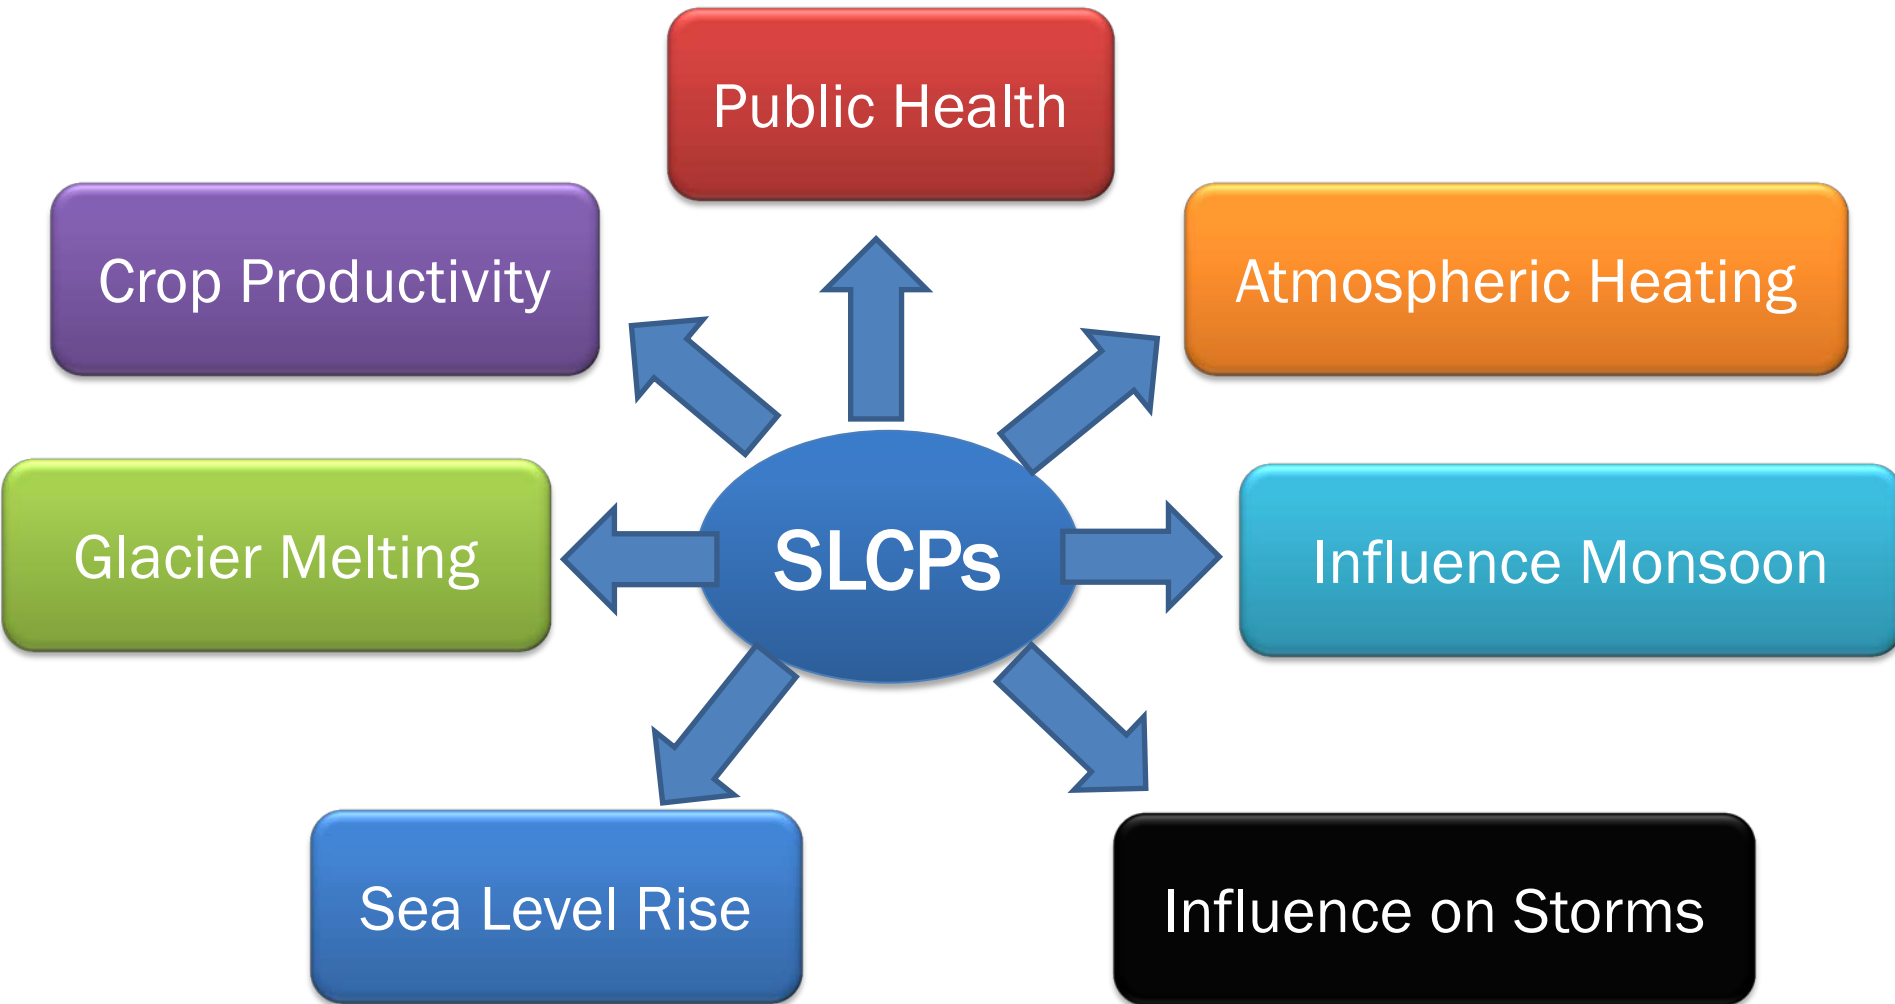 Public Health
Crop Productivity
Atmospheric Heating
Glacier Melting
SLCPs
Influence Monsoon
Sea Level Rise
Influence on Storms